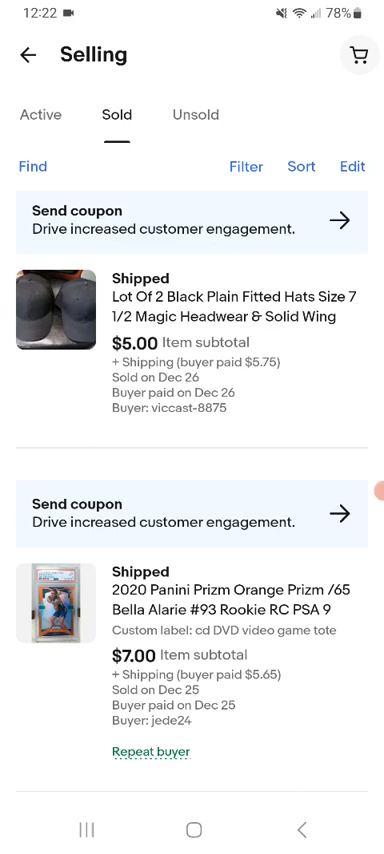 12:22 78%
Selling
Active Sold Unsold
Find Filter Sort Edit
Send coupon
Drive increased customer engagement.
Shipped
Lot Of 2 Black Plain Fitted Hats Size 7
1/2 Magic Headwear & Solid Wing
$5.00 Item subtotal
+ Shipping (buyer paid $5.75)
Sold on Dec 26
Buyer paid on Dec 26
Buyer: viccast-8875
Send coupon
Drive increased customer engagement.
Shipped
2020 Panini Prizm Orange Prizm /65
Bella Alarie #93 Rookie RC PSA 9
Custom label: cd DVD video game tote
$7.00 Item subtotal
+ Shipping (buyer paid $5.65)
Sold on Dec 25
Buyer paid on Dec 25
Buyer: jede24
Repeat buyer